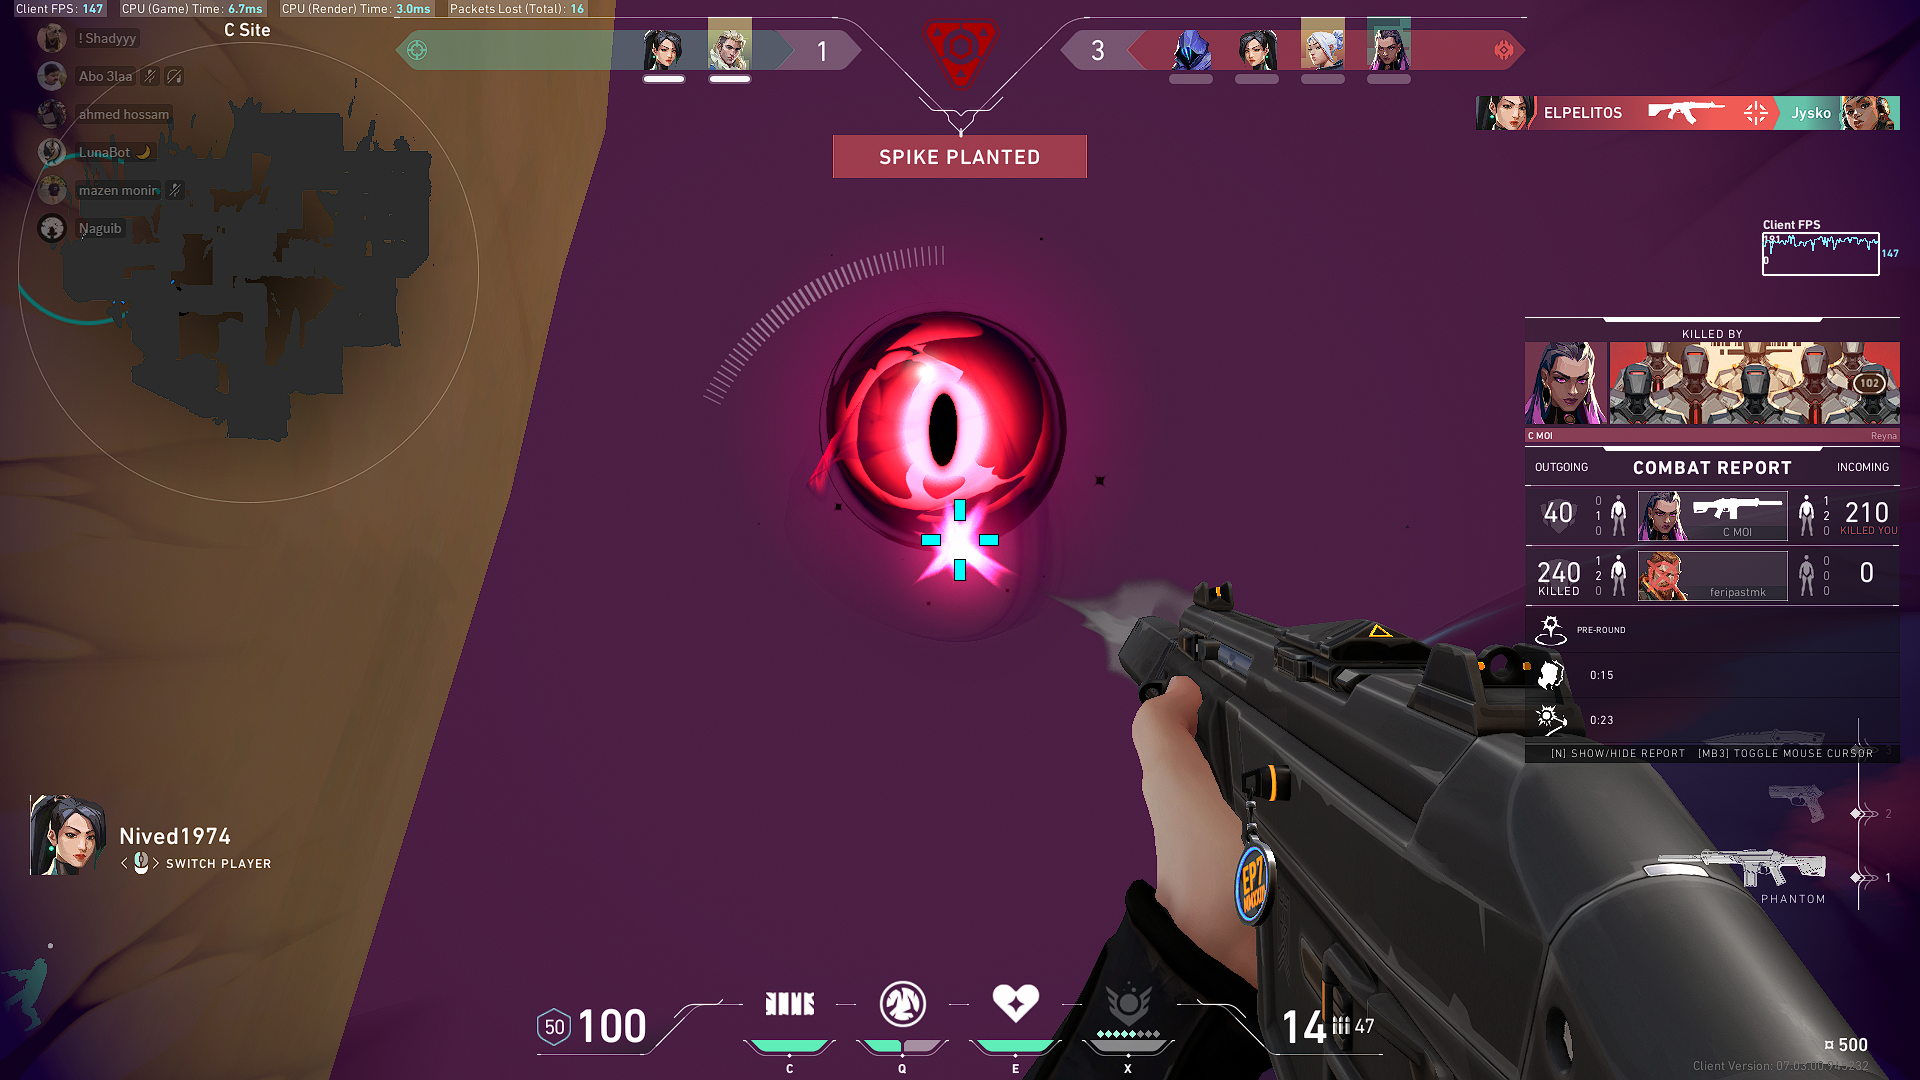 Client FPS: 147 CPU (Game) Time: 6.7ms CPU (Render) Time: 3.0ms Packets Lost (Total): 16
C Site
! Shadyyy
Abo 3laa
ahmed hossam
LunaBot
mazen monir
Naguib
1
3
SPIKE PLANTED
ELPELITOS
Jysko
Client FPS
191
147
0
KILLED BY
102
C MOI
Reyna
OUTGOING
COMBAT REPORT
INCOMING
40
0
1
0
C MOI
1
2
0
210
KILLED YOU
240
KILLED
1
2
0
feripastmk
0
0
0
0
PRE-ROUND
0:15
0:23
[N] SHOW/HIDE REPORT [MB3] TOGGLE MOUSE CURSOR
3
2
1
PHANTOM
Nived1974
< > SWITCH PLAYER
EP7
50
100
C
Q
E
X
14
47
¤ 500